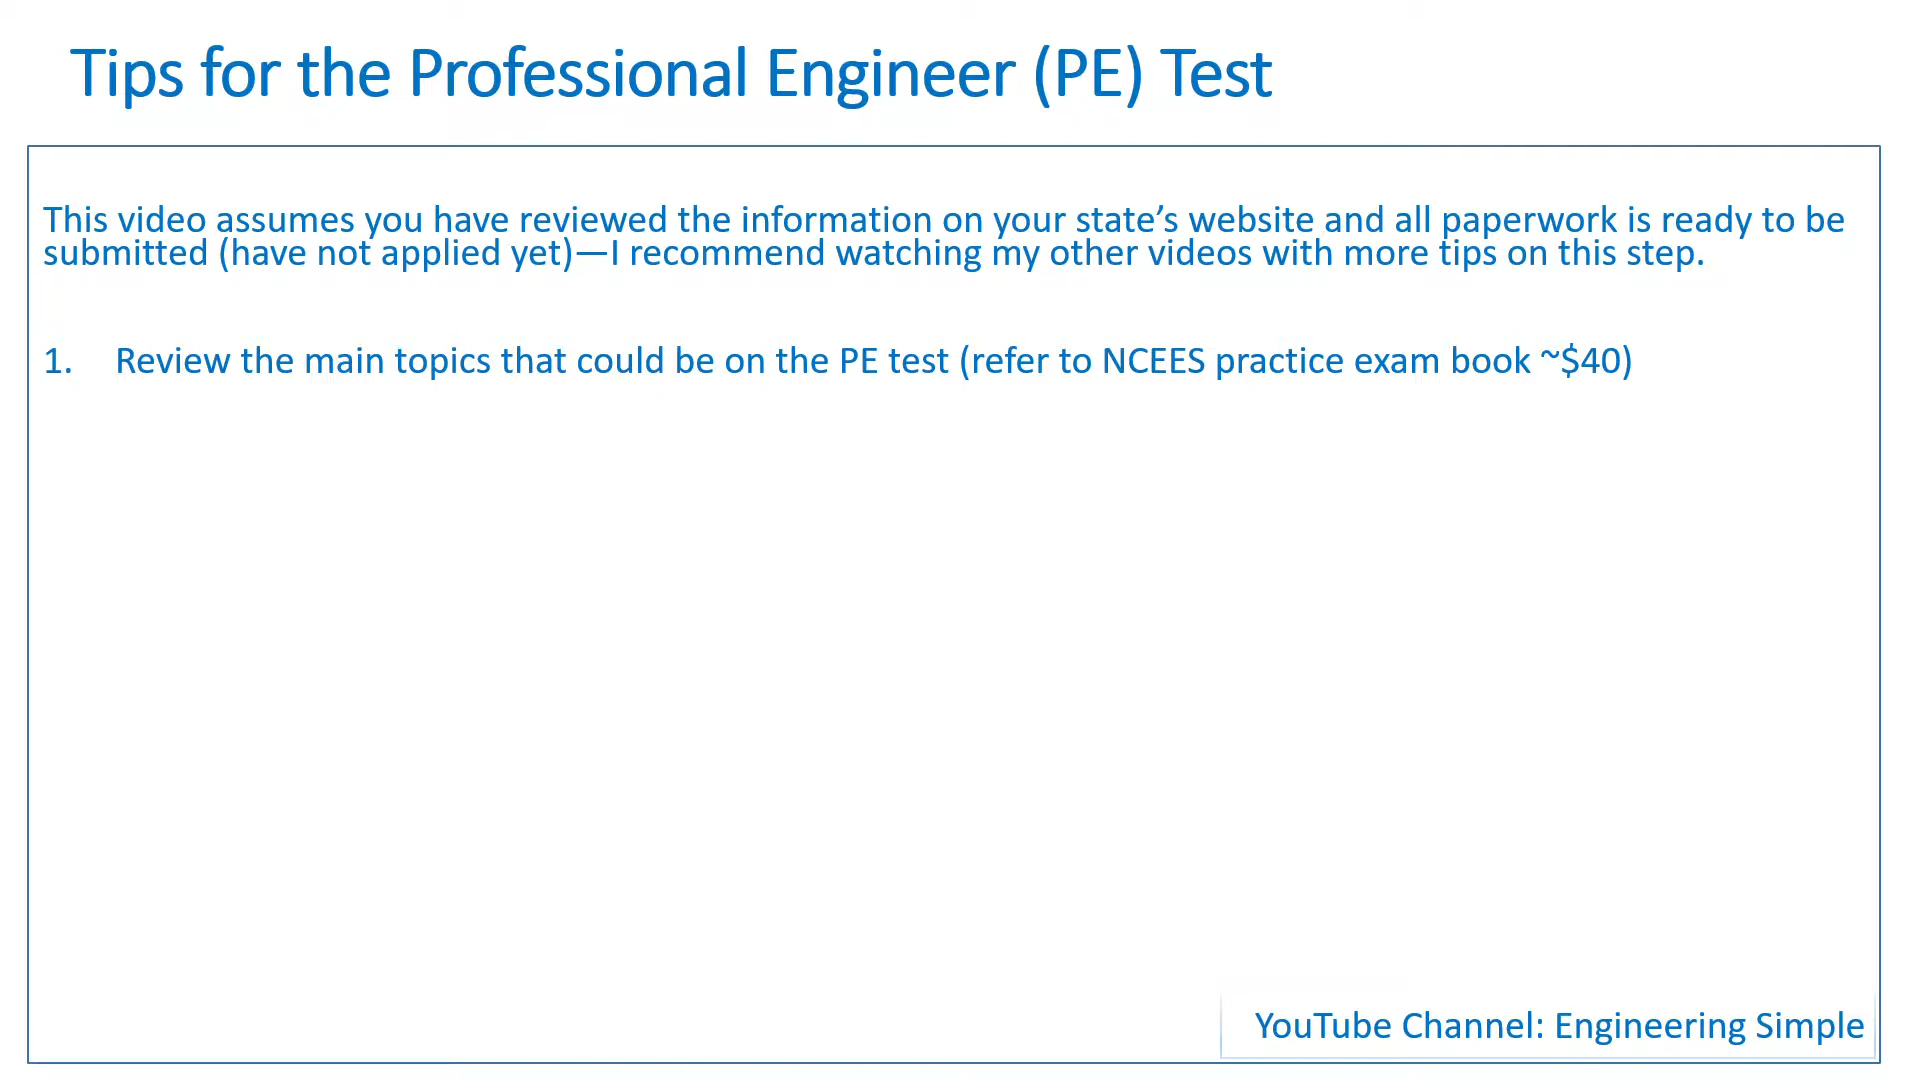 Tips for the Professional Engineer (PE) Test
This video assumes you have reviewed the information on your state’s website and all paperwork is ready to be
submitted (have not applied yet)—I recommend watching my other videos with more tips on this step.
1. Review the main topics that could be on the PE test (refer to NCEES practice exam book ~$40)
YouTube Channel: Engineering Simple